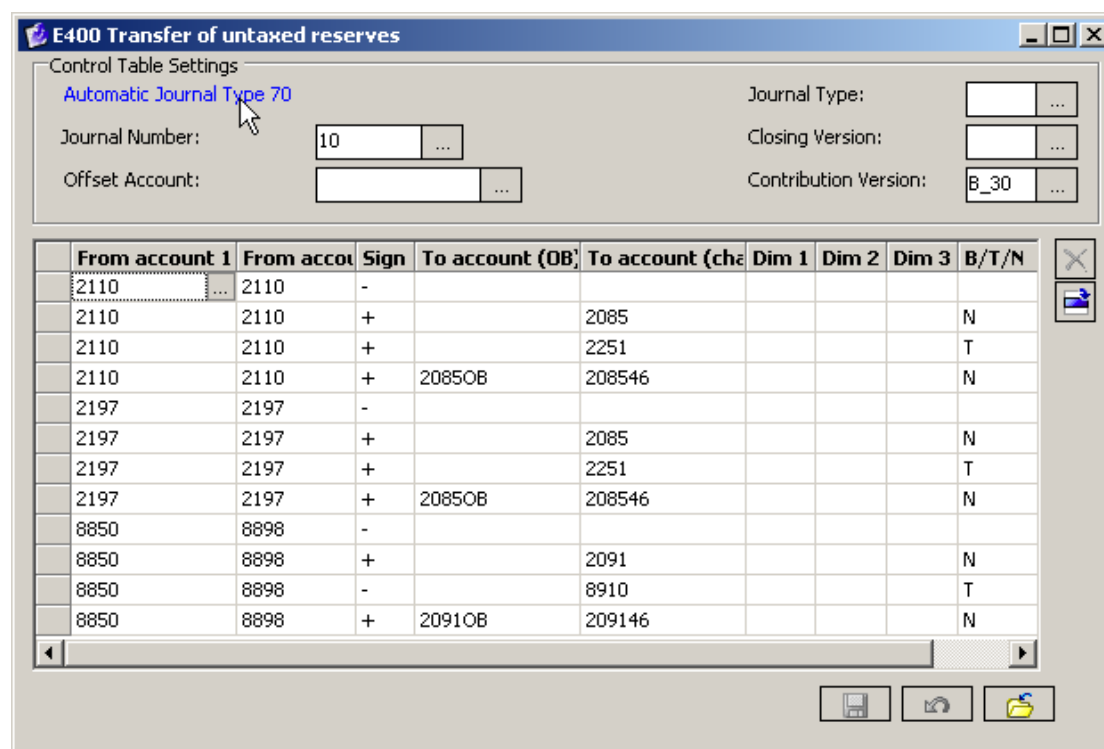 E400 Transfer of untaxed reserves
Control Table Settings
Automatic Journal Type 70 Journal Type: ...
Journal Number: 10 ... Closing Version: ...
Offset Account: ... Contribution Version: B_30 ...
From account 1 From accou Sign To account (OB) To account (cha Dim 1 Dim 2 Dim 3 B/T/N
2110 ... 2110 -
2110 2110 + 2085 N
2110 2110 + 2251 T
2110 2110 + 2085OB 208546 N
2197 2197 -
2197 2197 + 2085 N
2197 2197 + 2251 T
2197 2197 + 2085OB 208546 N
8850 8898 -
8850 8898 + 2091 N
8850 8898 - 8910 T
8850 8898 + 2091OB 209146 N